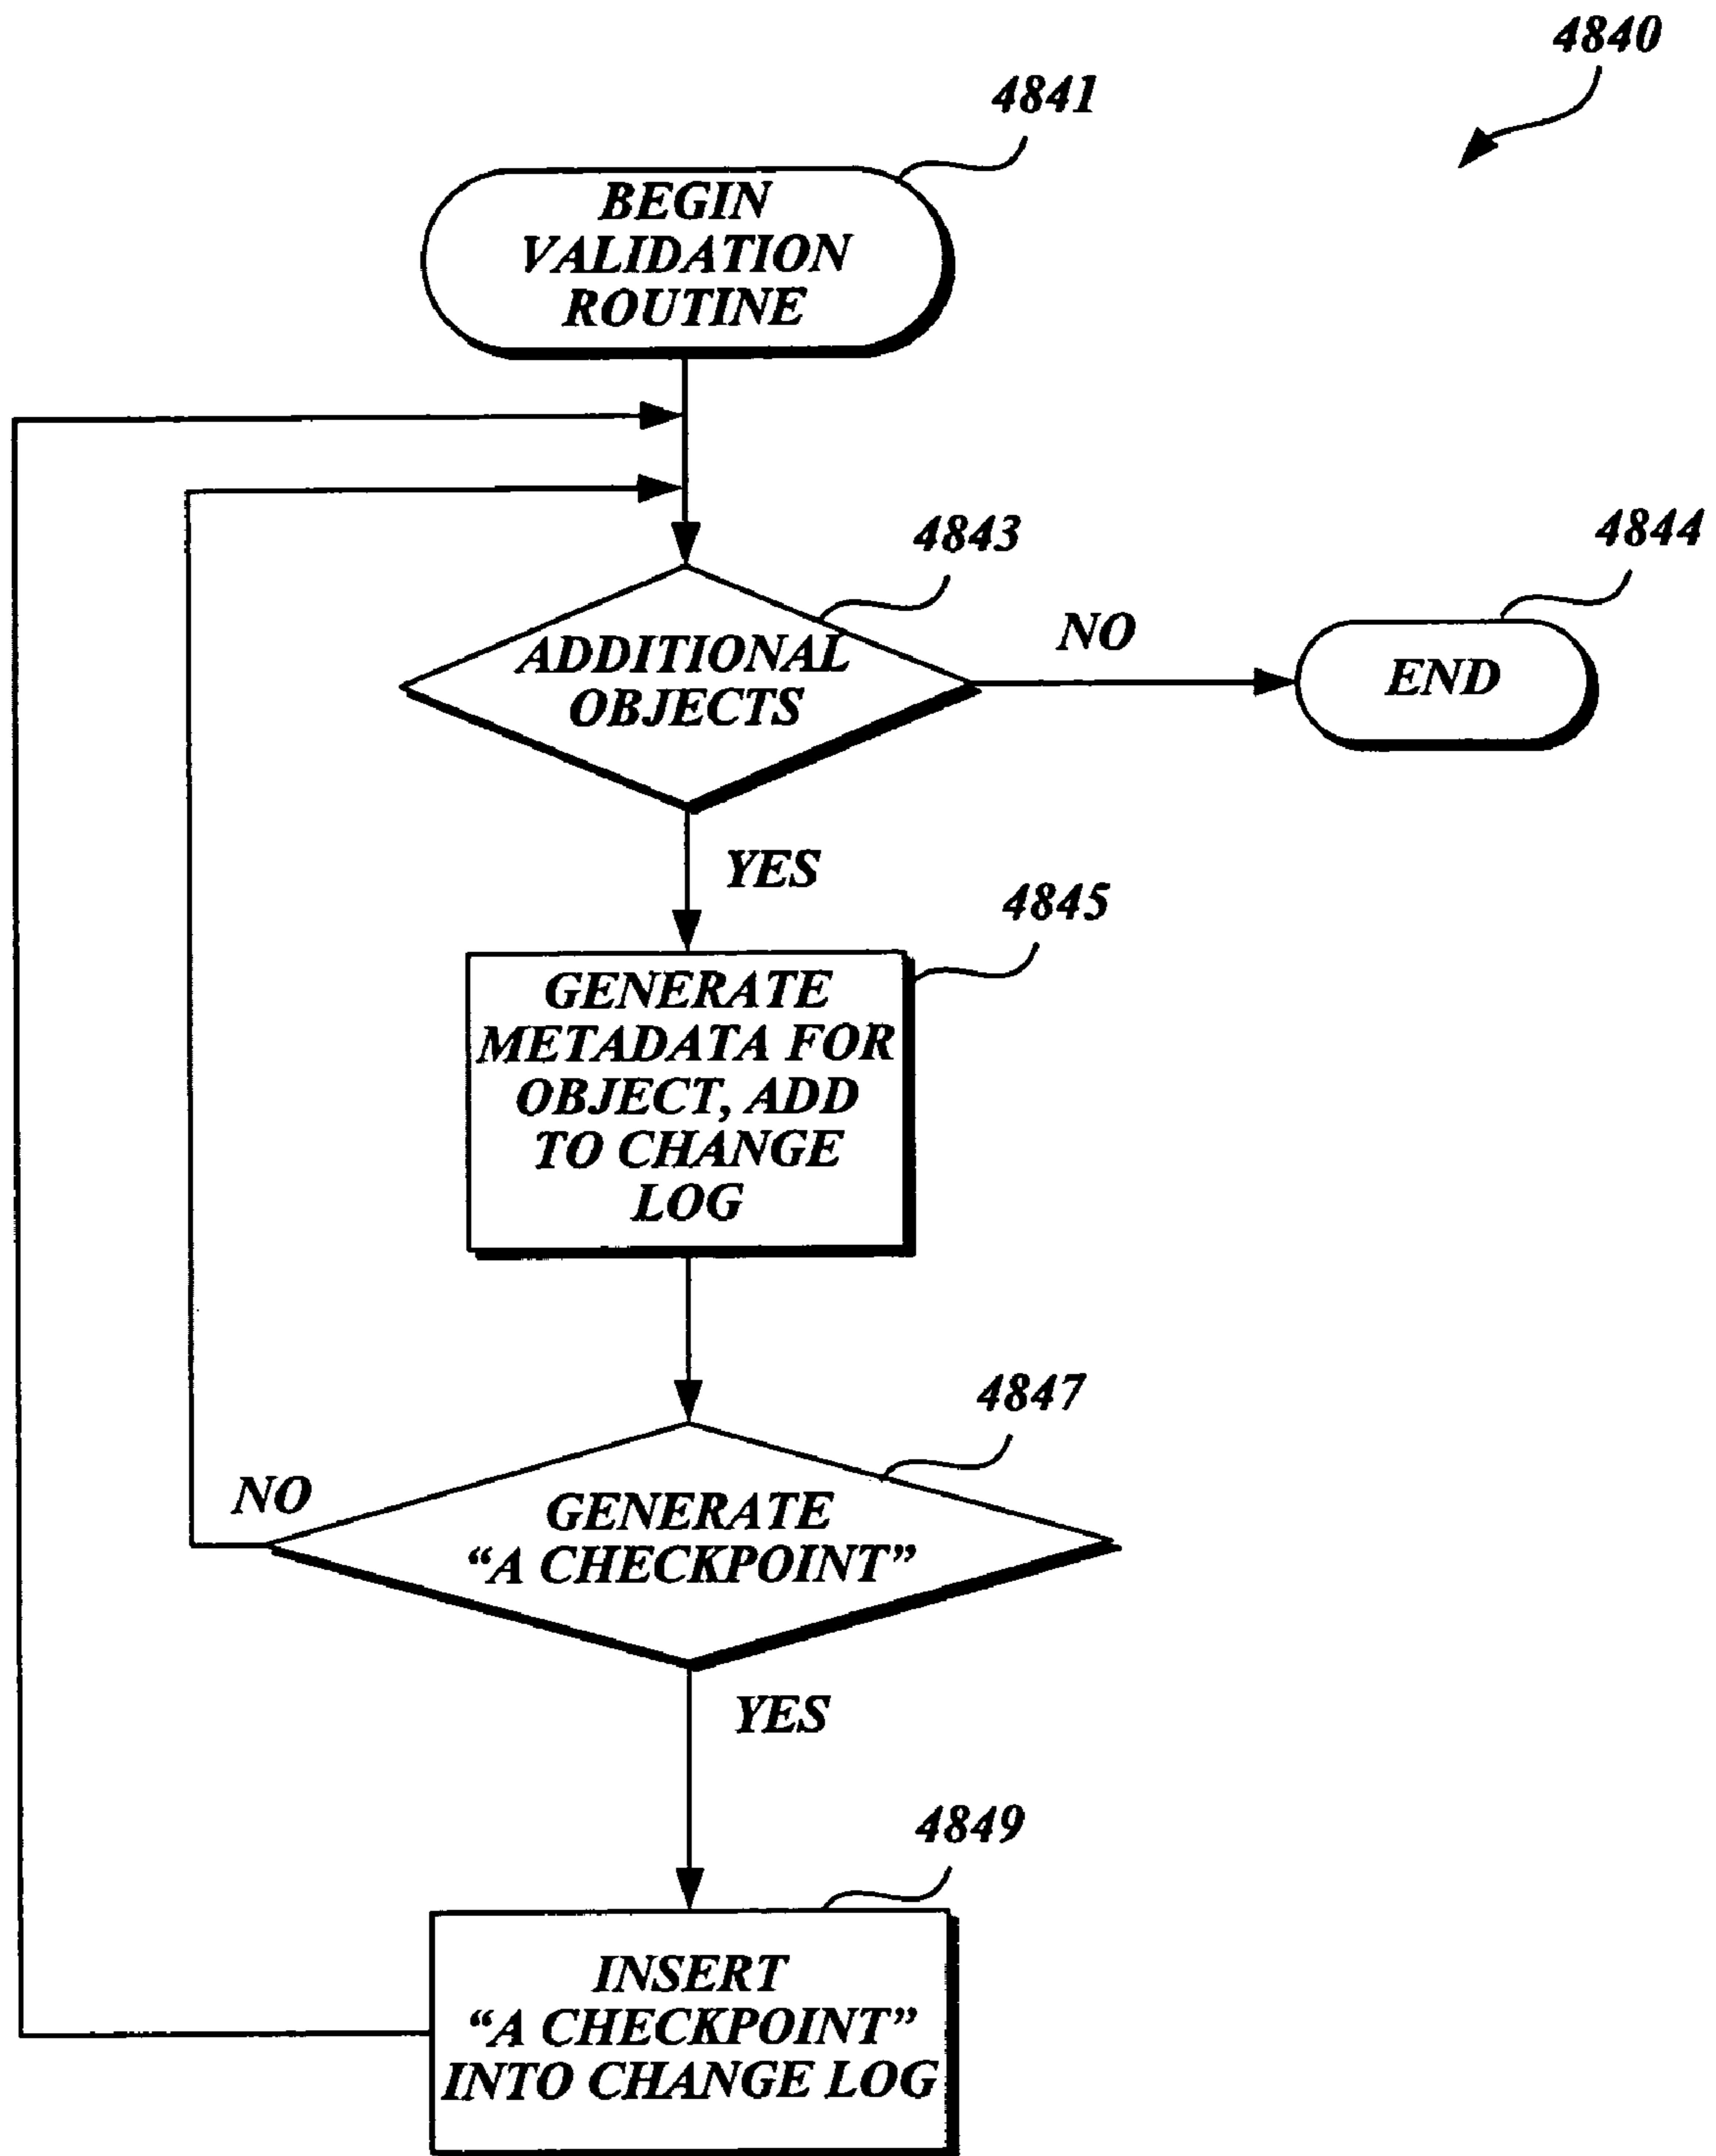 4840
4841
BEGIN
VALIDATION
ROUTINE
4843
4844
ADDITIONAL
OBJECTS
NO
END
YES
4845
GENERATE
METADATA FOR
OBJECT, ADD
TO CHANGE
LOG
4847
NO
GENERATE
“A CHECKPOINT”
YES
4849
INSERT
“A CHECKPOINT”
INTO CHANGE LOG